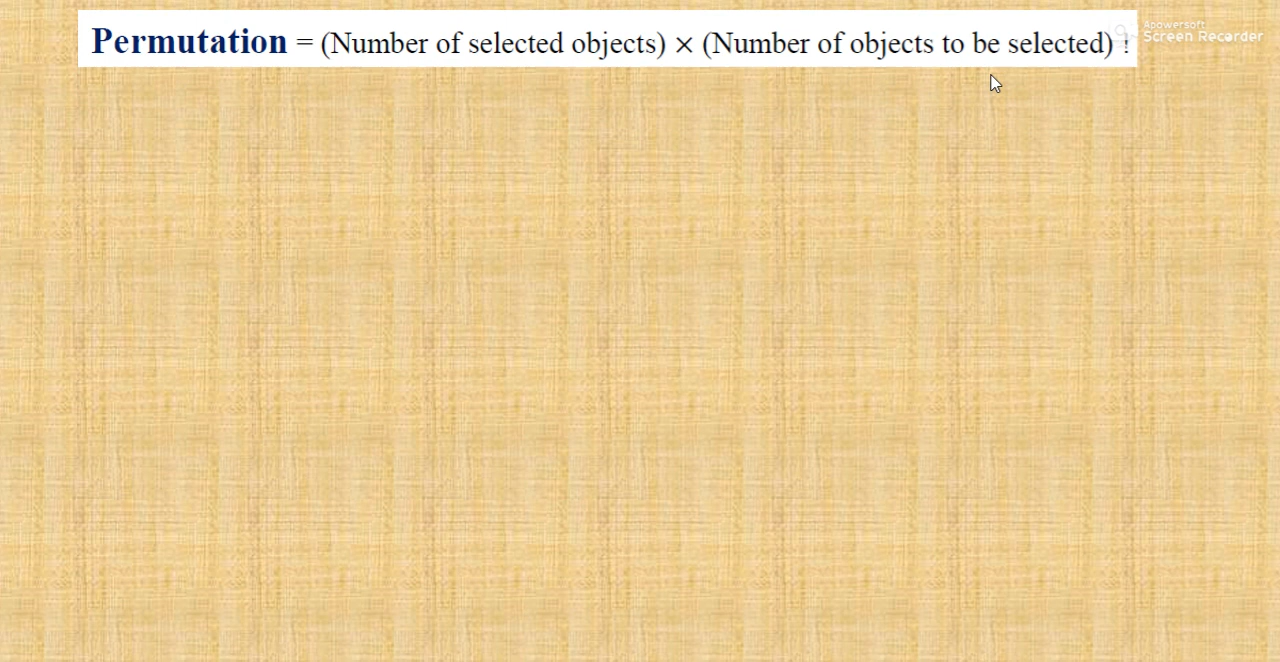 Permutation = (Number of selected objects) × (Number of objects to be selected) !
Apowersoft
Screen Recorder